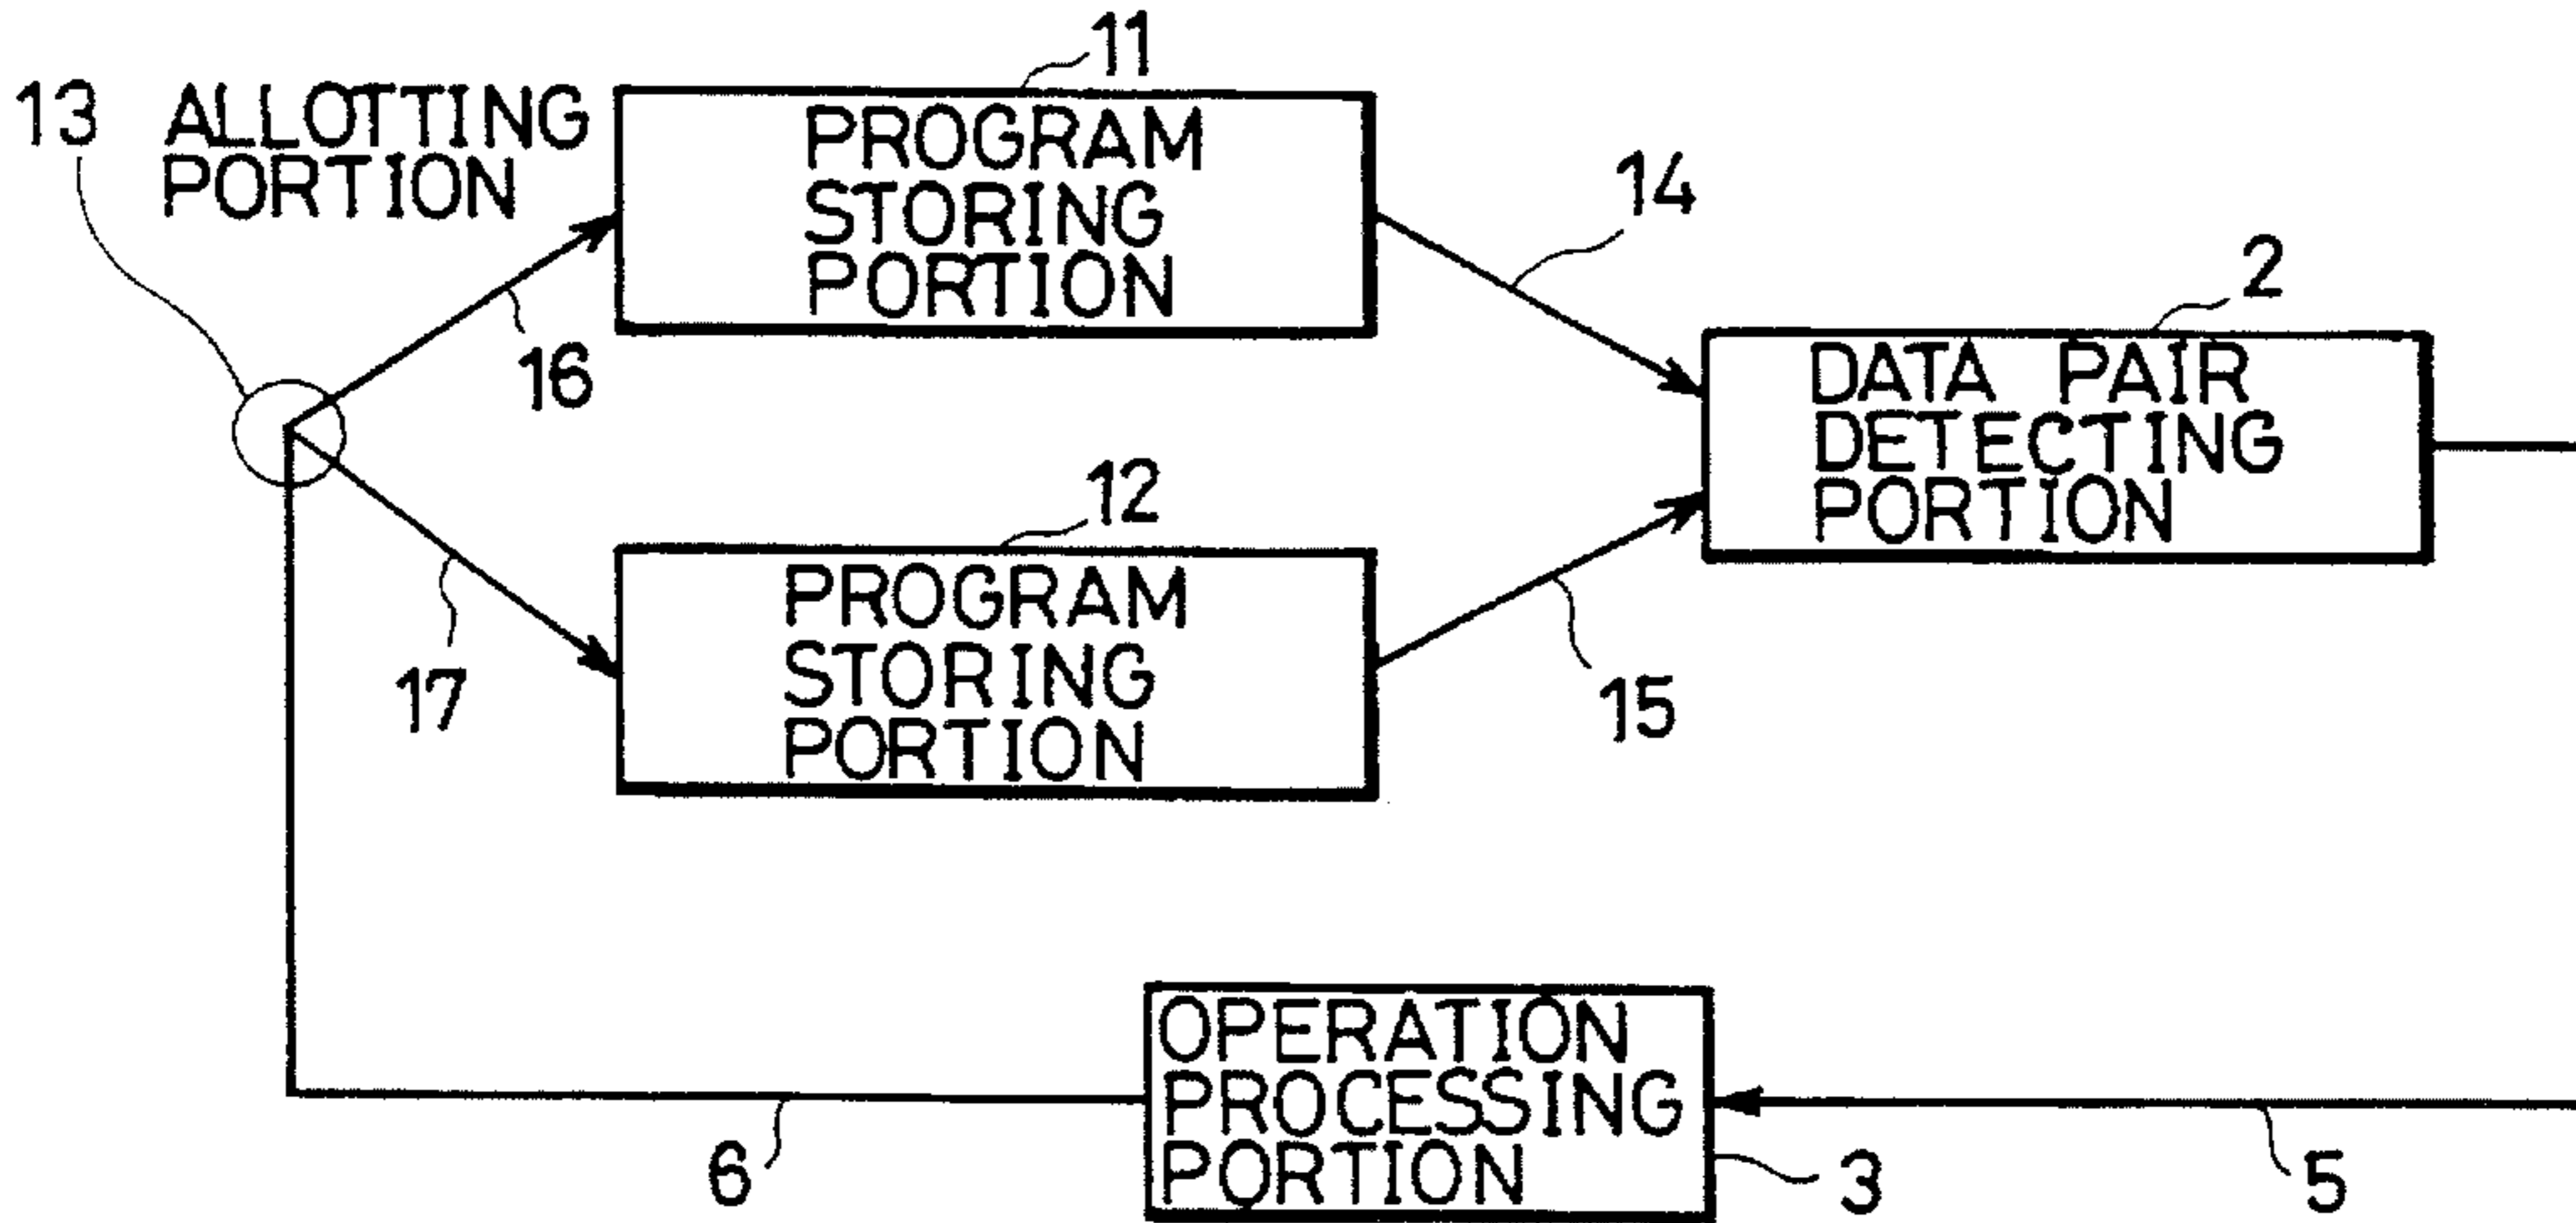 11
13 ALLOTTING
PORTION
PROGRAM
STORING
PORTION
14
16
2
DATA PAIR
DETECTING
PORTION
12
PROGRAM
STORING
PORTION
17
15
OPERATION
PROCESSING
PORTION
6
3
5